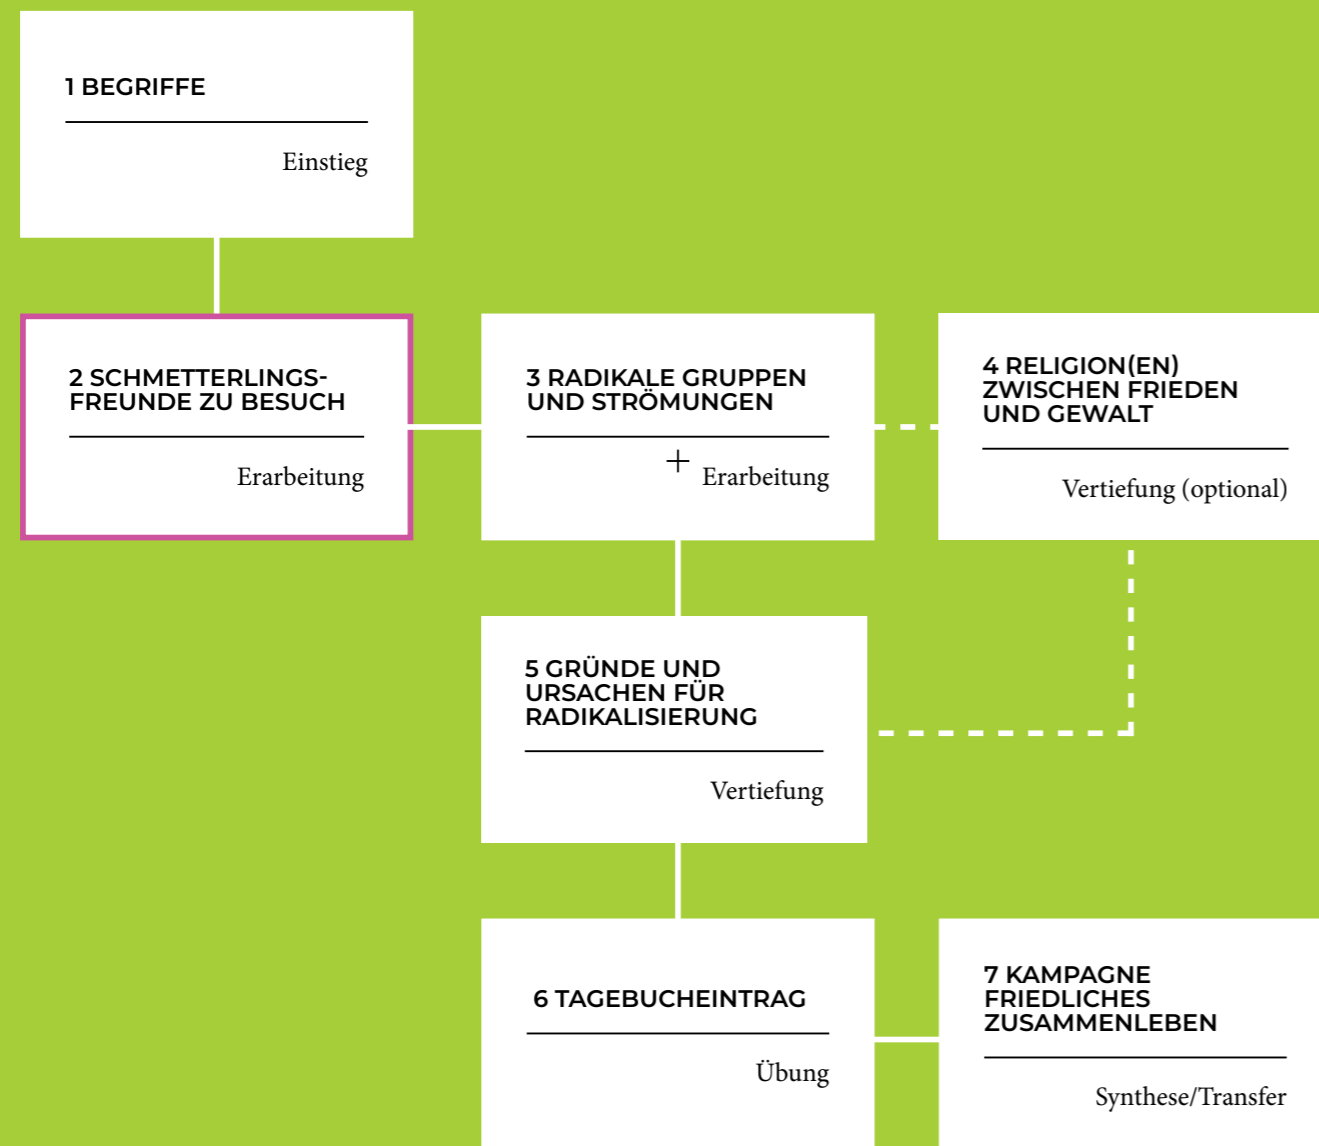 1 BEGRIFFE
Einstieg
2 SCHMETTERLINGS-
FREUNDE ZU BESUCH
Erarbeitung
3 RADIKALE GRUPPEN
UND STRÖMUNGEN
+ Erarbeitung
4 RELIGION(EN)
ZWISCHEN FRIEDEN
UND GEWALT
Vertiefung (optional)
5 GRÜNDE UND
URSACHEN FÜR
RADIKALISIERUNG
Vertiefung
6 TAGEBUCHEINTRAG
Übung
7 KAMPAGNE
FRIEDLICHES
ZUSAMMENLEBEN
Synthese/Transfer